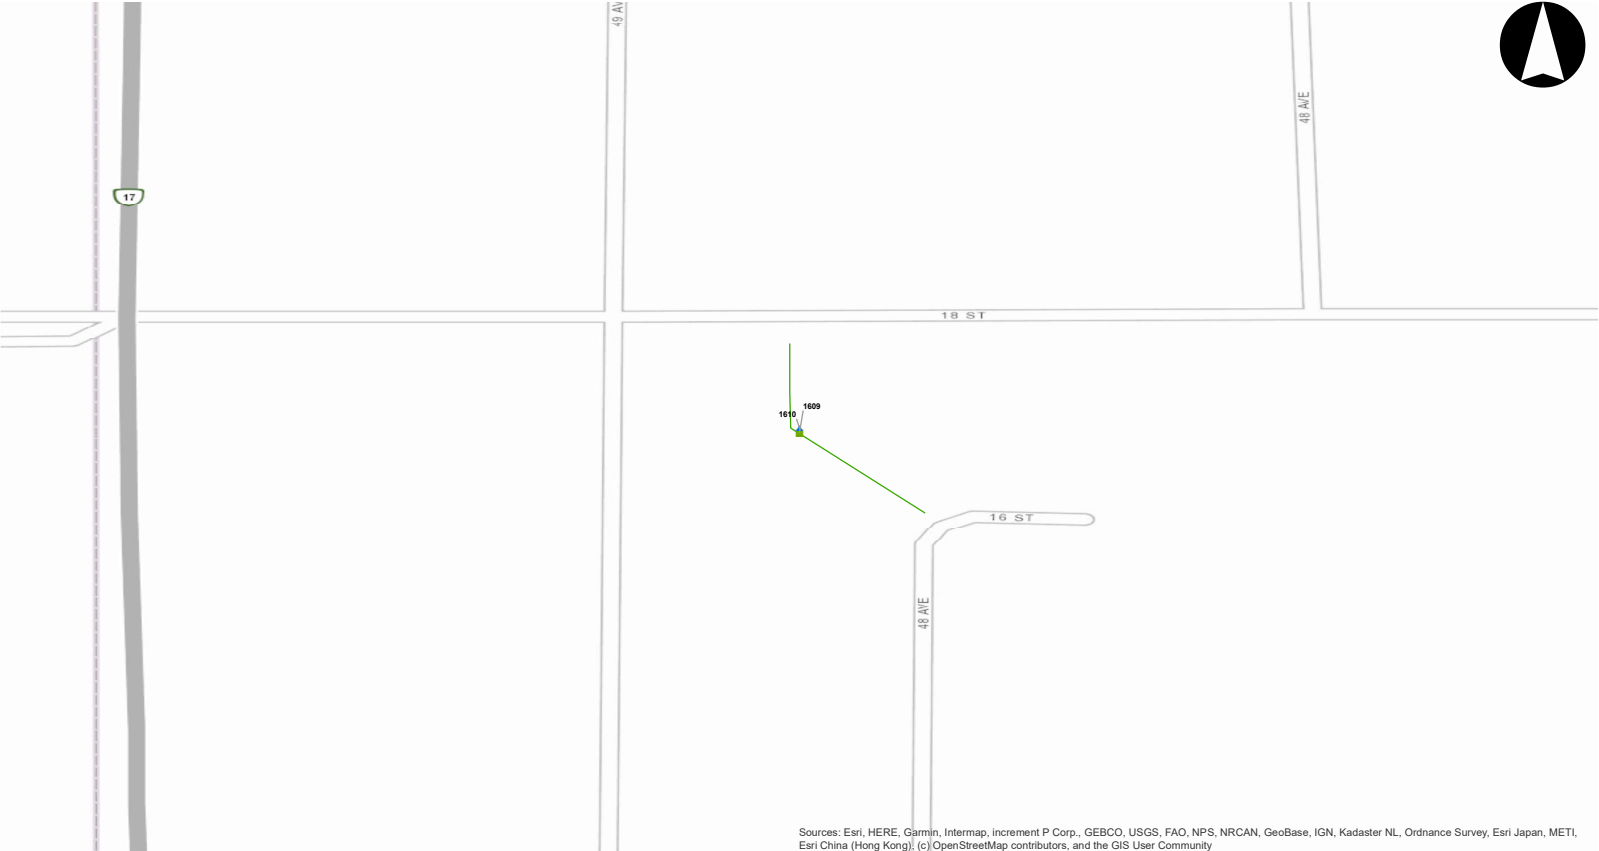 49 AV
48 AVE
17
18 ST
1609
1610
16 ST
48 AVE
Sources: Esri, HERE, Garmin, Intermap, increment P Corp., GEBCO, USGS, FAO, NPS, NRCAN, GeoBase, IGN, Kadaster NL, Ordnance Survey, Esri Japan, METI,
Esri China (Hong Kong), (c) OpenStreetMap contributors, and the GIS User Community